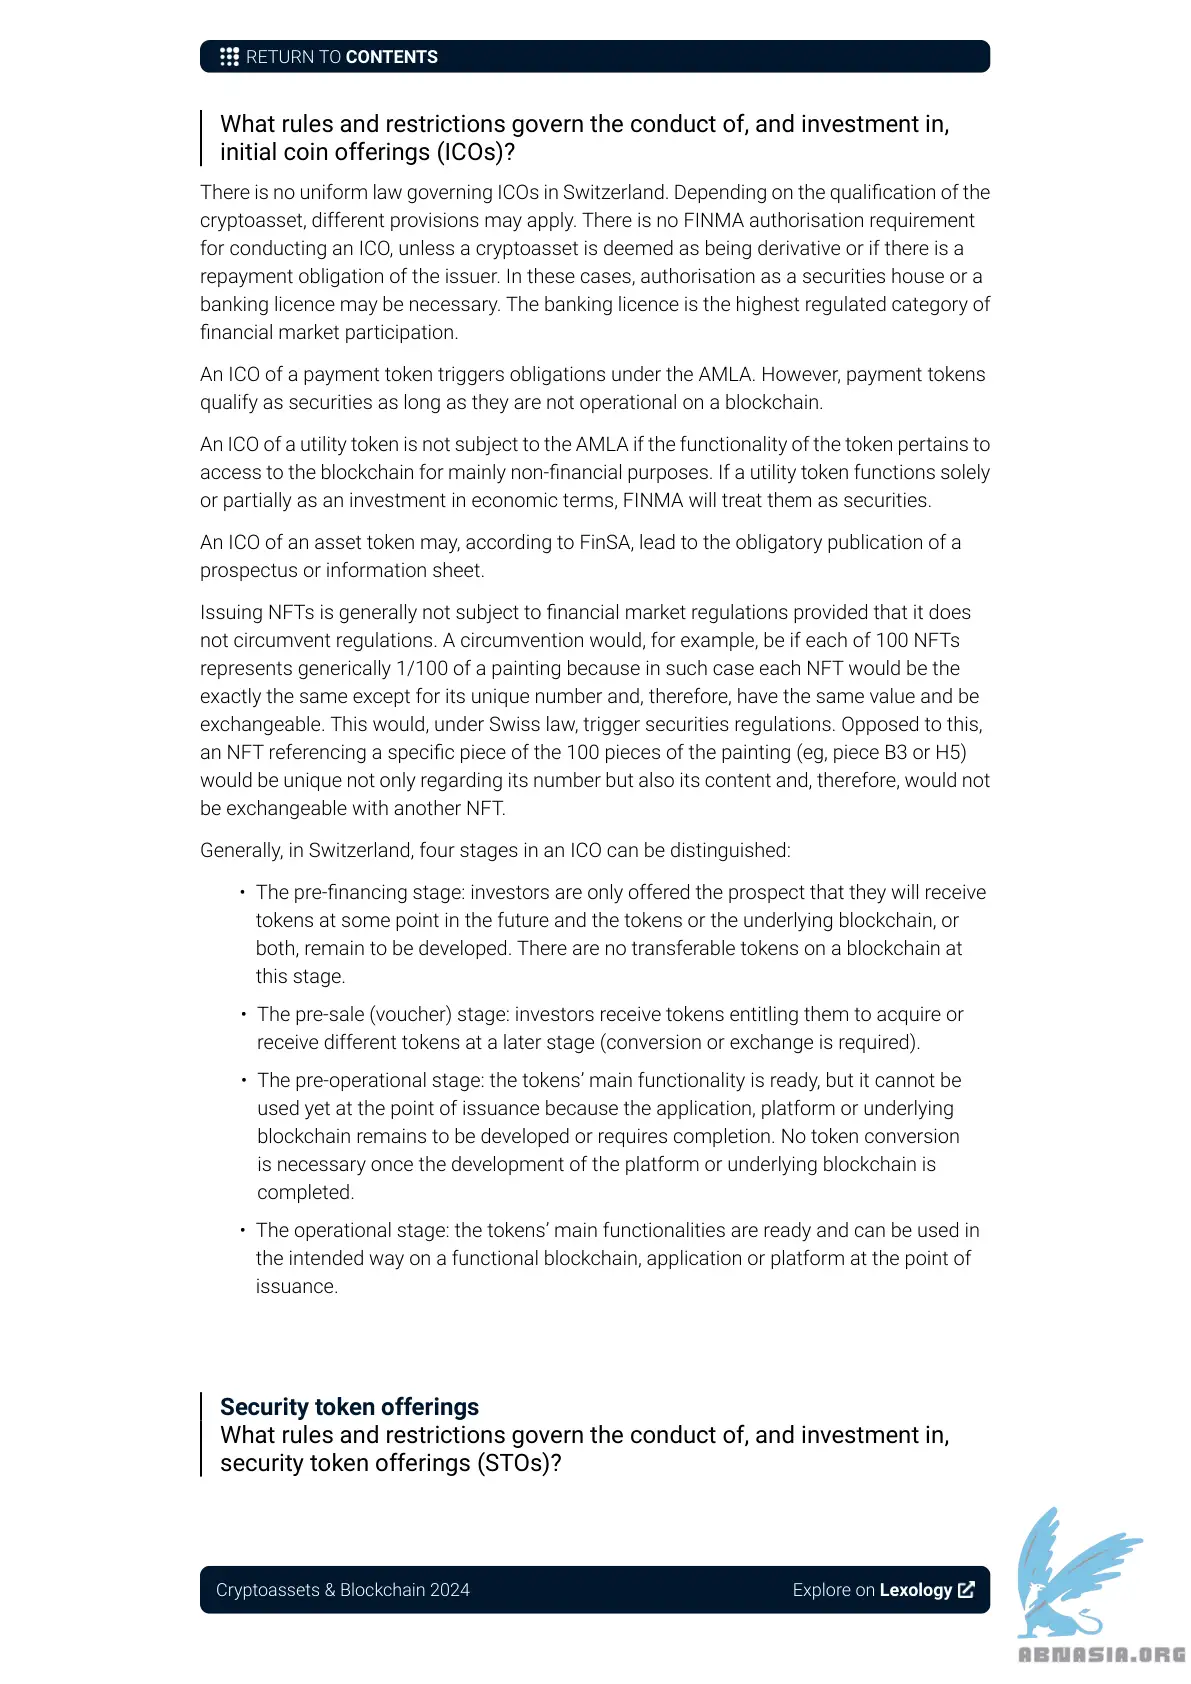 RETURN TO CONTENTS
What rules and restrictions govern the conduct of, and investment in,
initial coin offerings (ICOs)?
There is no uniform law governing ICOs in Switzerland. Depending on the qualification of the
cryptoasset, different provisions may apply. There is no FINMA authorisation requirement
for conducting an ICO, unless a cryptoasset is deemed as being derivative or if there is a
repayment obligation of the issuer. In these cases, authorisation as a securities house or a
banking licence may be necessary. The banking licence is the highest regulated category of
financial market participation.
An ICO of a payment token triggers obligations under the AMLA. However, payment tokens
qualify as securities as long as they are not operational on a blockchain.
An ICO of a utility token is not subject to the AMLA if the functionality of the token pertains to
access to the blockchain for mainly non-financial purposes. If a utility token functions solely
or partially as an investment in economic terms, FINMA will treat them as securities.
An ICO of an asset token may, according to FinSA, lead to the obligatory publication of a
prospectus or information sheet.
Issuing NFTs is generally not subject to financial market regulations provided that it does
not circumvent regulations. A circumvention would, for example, be if each of 100 NFTs
represents generically 1/100 of a painting because in such case each NFT would be the
exactly the same except for its unique number and, therefore, have the same value and be
exchangeable. This would, under Swiss law, trigger securities regulations. Opposed to this,
an NFT referencing a specific piece of the 100 pieces of the painting (eg, piece B3 or H5)
would be unique not only regarding its number but also its content and, therefore, would not
be exchangeable with another NFT.
Generally, in Switzerland, four stages in an ICO can be distinguished:
• The pre-financing stage: investors are only offered the prospect that they will receive
tokens at some point in the future and the tokens or the underlying blockchain, or
both, remain to be developed. There are no transferable tokens on a blockchain at
this stage.
• The pre-sale (voucher) stage: investors receive tokens entitling them to acquire or
receive different tokens at a later stage (conversion or exchange is required).
• The pre-operational stage: the tokens’ main functionality is ready, but it cannot be
used yet at the point of issuance because the application, platform or underlying
blockchain remains to be developed or requires completion. No token conversion
is necessary once the development of the platform or underlying blockchain is
completed.
• The operational stage: the tokens’ main functionalities are ready and can be used in
the intended way on a functional blockchain, application or platform at the point of
issuance.
Security token offerings
What rules and restrictions govern the conduct of, and investment in,
security token offerings (STOs)?
Cryptoassets & Blockchain 2024
Explore on Lexology
ABNASIA.ORG